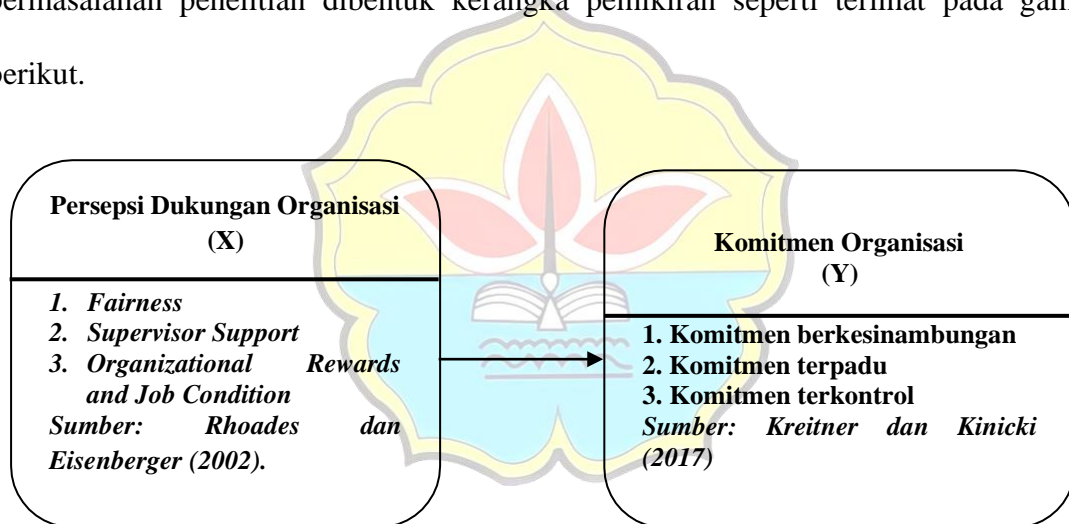 permasalahan penelitian dibentuk kerangka pemikiran seperti terlihat pada
berikut.
Persepsi Dukungan Organisasi
(X)
1. Fairness
2. Supervisor Support
3. Organizational Rewards
and Job Condition
Sumber: Rhoades dan
Eisenberger (2002).
Komitmen Organisasi
(Y)
1. Komitmen berkesinambungan
2. Komitmen terpadu
3. Komitmen terkontrol
Sumber: Kreitner dan Kinicki
(2017)